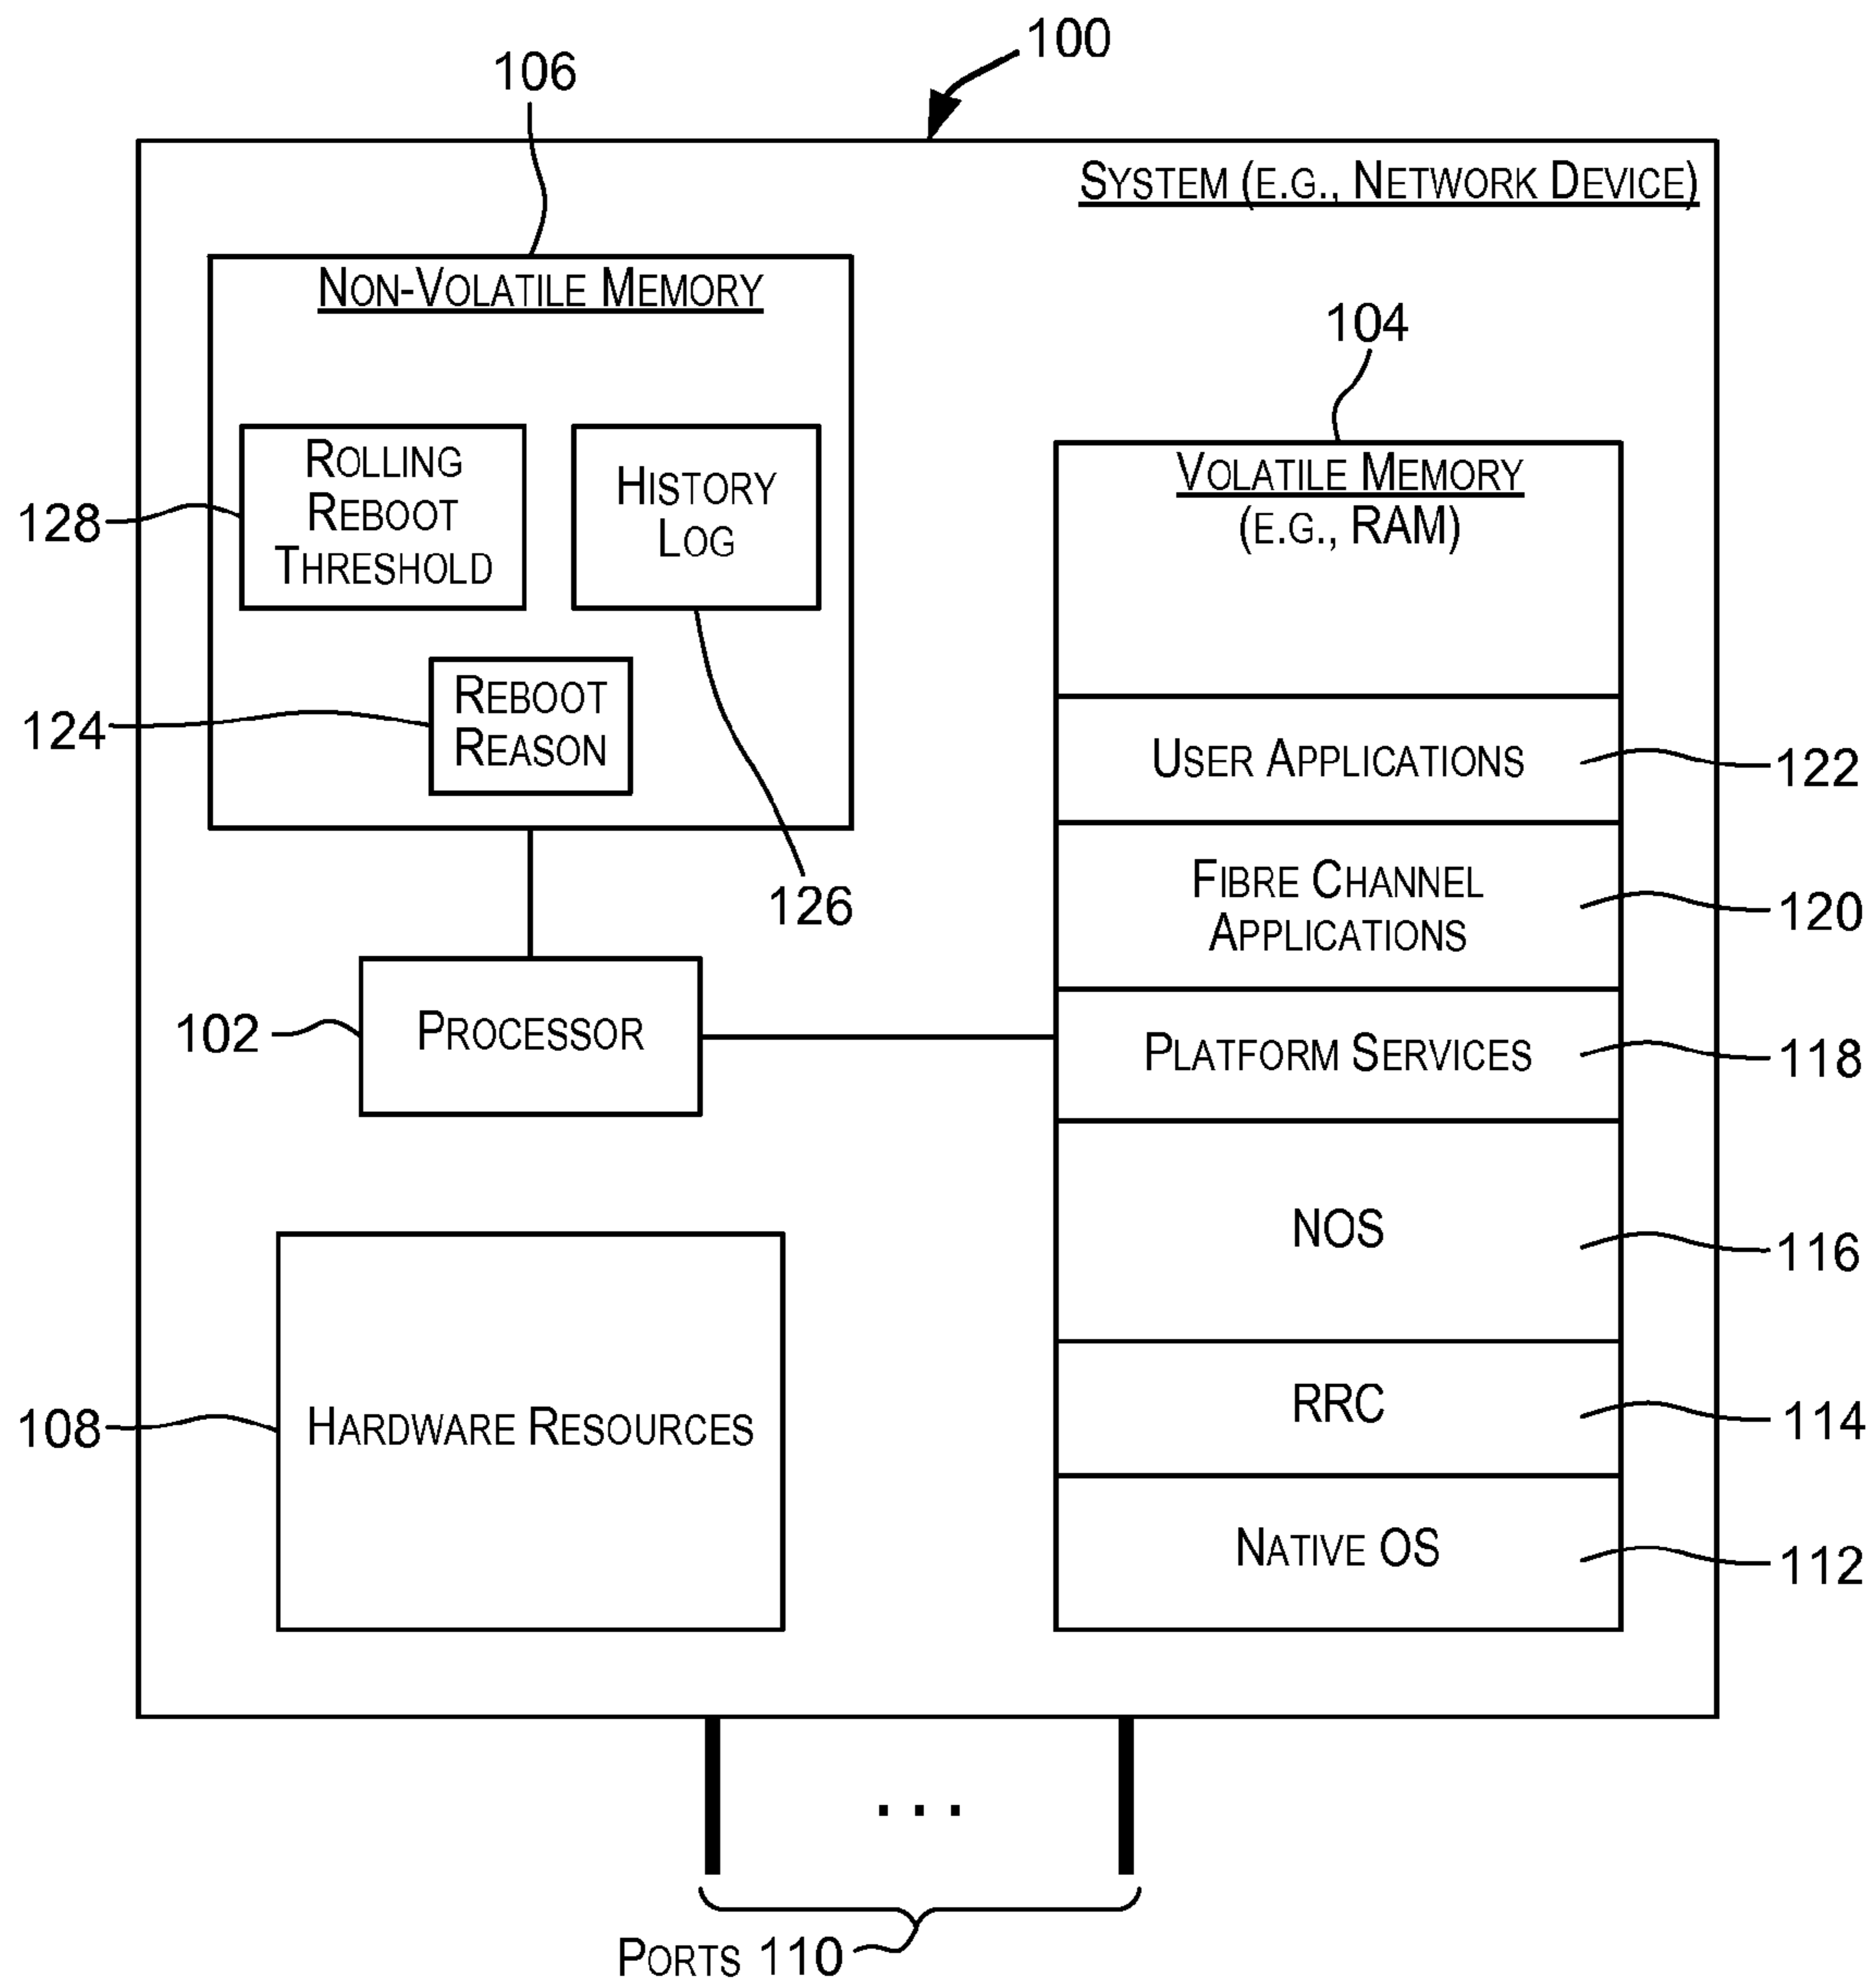 100
106
SYSTEM (E.G., NETWORK DEVICE)
NON-VOLATILE MEMORY
104
ROLLING
REBOOT
THRESHOLD
128
HISTORY
LOG
VOLATILE MEMORY
(E.G., RAM)
REBOOT
REASON
124
USER APPLICATIONS
122
126
FIBRE CHANNEL
APPLICATIONS
120
102
PROCESSOR
PLATFORM SERVICES
118
NOS
116
108
HARDWARE RESOURCES
RRC
114
NATIVE OS
112
...
PORTS 110